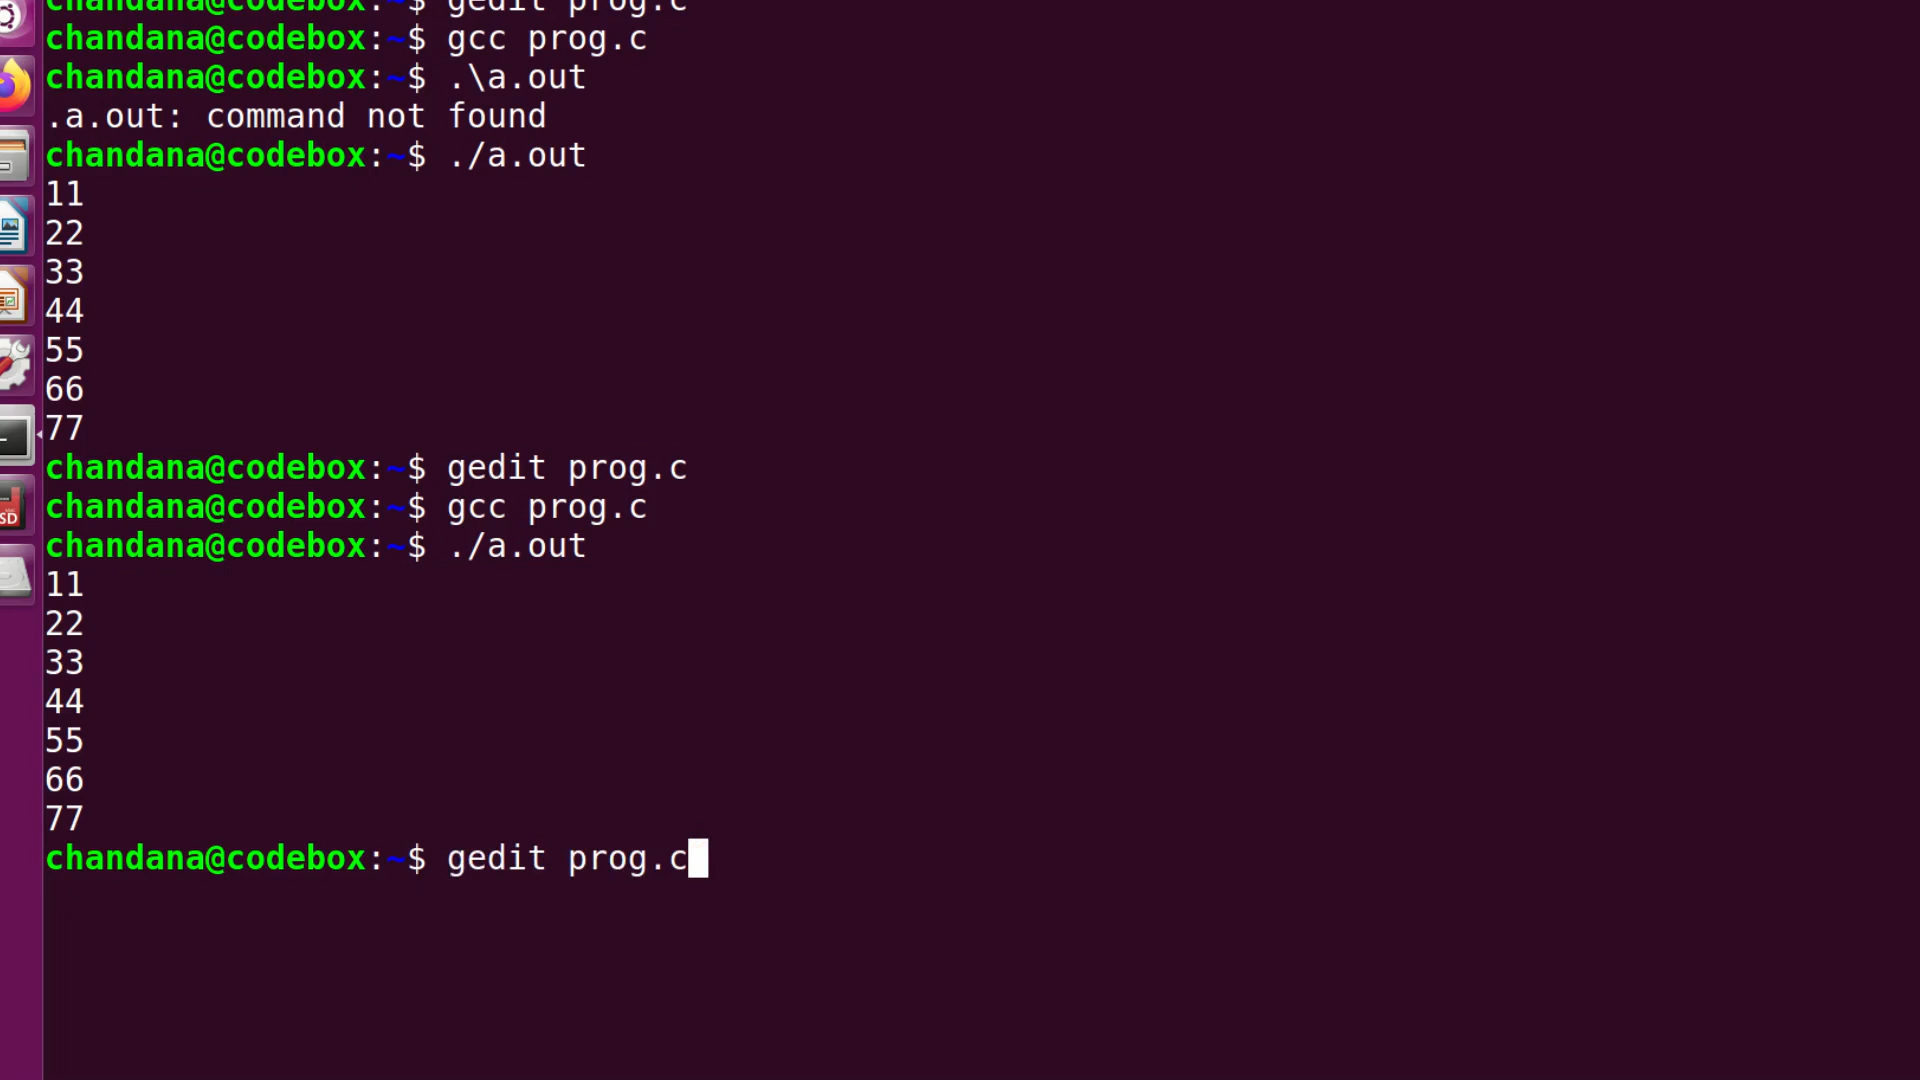 chandana@codebox:~$ gedit prog.c
chandana@codebox:~$ gcc prog.c
chandana@codebox:~$ .\a.out
.a.out: command not found
chandana@codebox:~$ ./a.out
11
22
33
44
55
66
77
chandana@codebox:~$ gedit prog.c
chandana@codebox:~$ gcc prog.c
chandana@codebox:~$ ./a.out
11
22
33
44
55
66
77
chandana@codebox:~$ gedit prog.c
SD